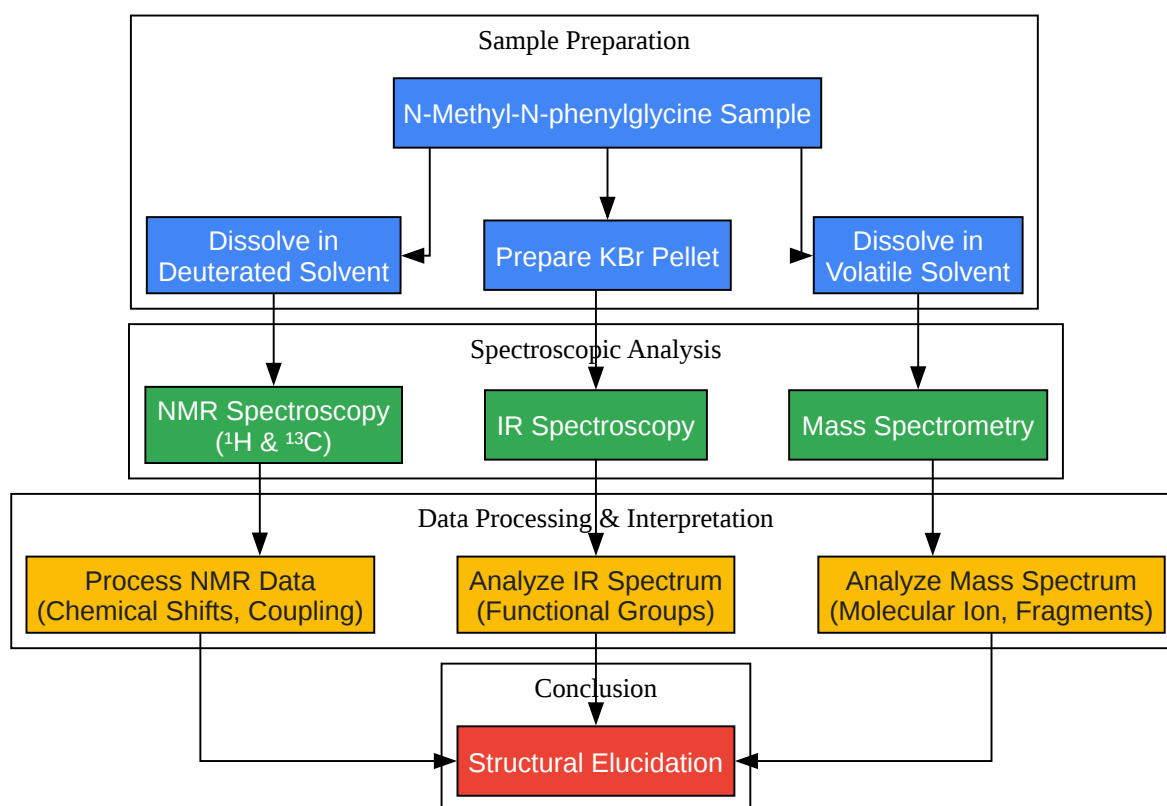 Sample Preparation
N-Methyl-N-phenylglycine Sample
Dissolve in
Deuterated Solvent
Prepare KBr Pellet
Dissolve in
Volatile Solvent
Spectroscopic Analysis
NMR Spectroscopy
(¹H & ¹³C)
IR Spectroscopy
Mass Spectrometry
Data Processing & Interpretation
Process NMR Data
(Chemical Shifts, Coupling)
Analyze IR Spectrum
(Functional Groups)
Analyze Mass Spectrum
(Molecular Ion, Fragments)
Conclusion
Structural Elucidation